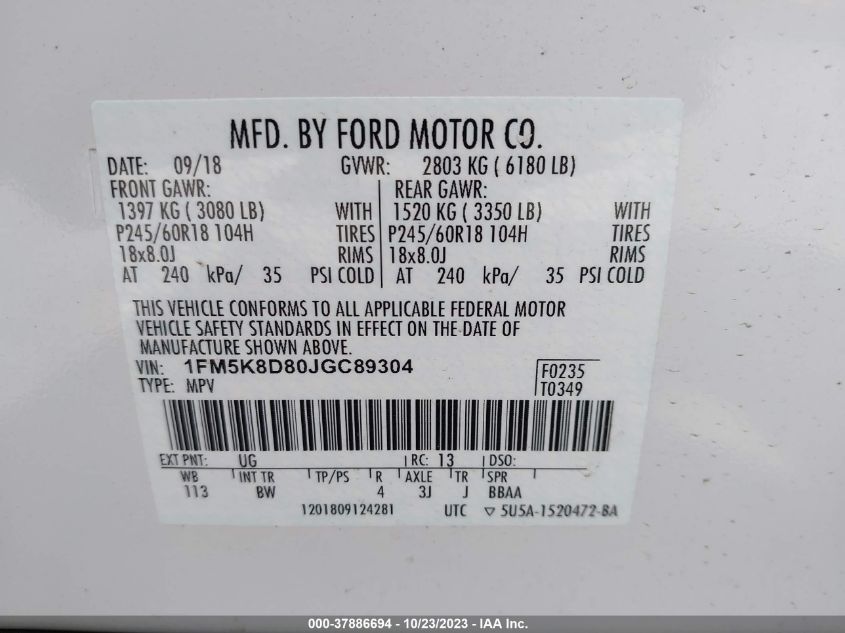 MFD. BY FORD MOTOR CO.
DATE: 09/18 GVWR: 2803 KG ( 6180 LB)
FRONT GAWR: REAR GAWR:
1397 KG ( 3080 LB) WITH 1520 KG ( 3350 LB) WITH
P245/60R18 104H TIRES P245/60R18 104H TIRES
18x8.0J RIMS 18x8.0J RIMS
AT 240 kPa/ 35 PSI COLD AT 240 kPa/ 35 PSI COLD
THIS VEHICLE CONFORMS TO ALL APPLICABLE FEDERAL MOTOR
VEHICLE SAFETY STANDARDS IN EFFECT ON THE DATE OF
MANUFACTURE SHOWN ABOVE.
VIN: 1FM5K8D80JGC89304 F0235
TYPE: MPV T0349
EXT PNT: UG RC: 13 DSO:
WB INT TR TP/PS R AXLE TR SPR
113 BW 4 3J J BBAA
1201809124281 UTC ▽ 5U5A-1520472-BA
000-37886694 - 10/23/2023 - IAA Inc.